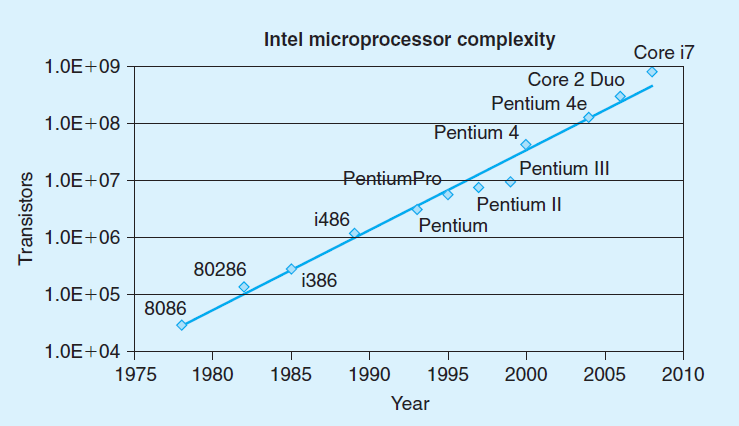 Intel microprocessor complexity
Core i7
1.0E+09
Core 2 Duo
Pentium 4e
1.0E+08
Pentium 4
Pentium III
1.0E+07
PentiumPro
Pentium II
i486
Pentium
1.0E+06
80286
i386
1.0E+05
8086
1.0E+04
Transistors
1975 1980 1985 1990 1995 2000 2005 2010
Year